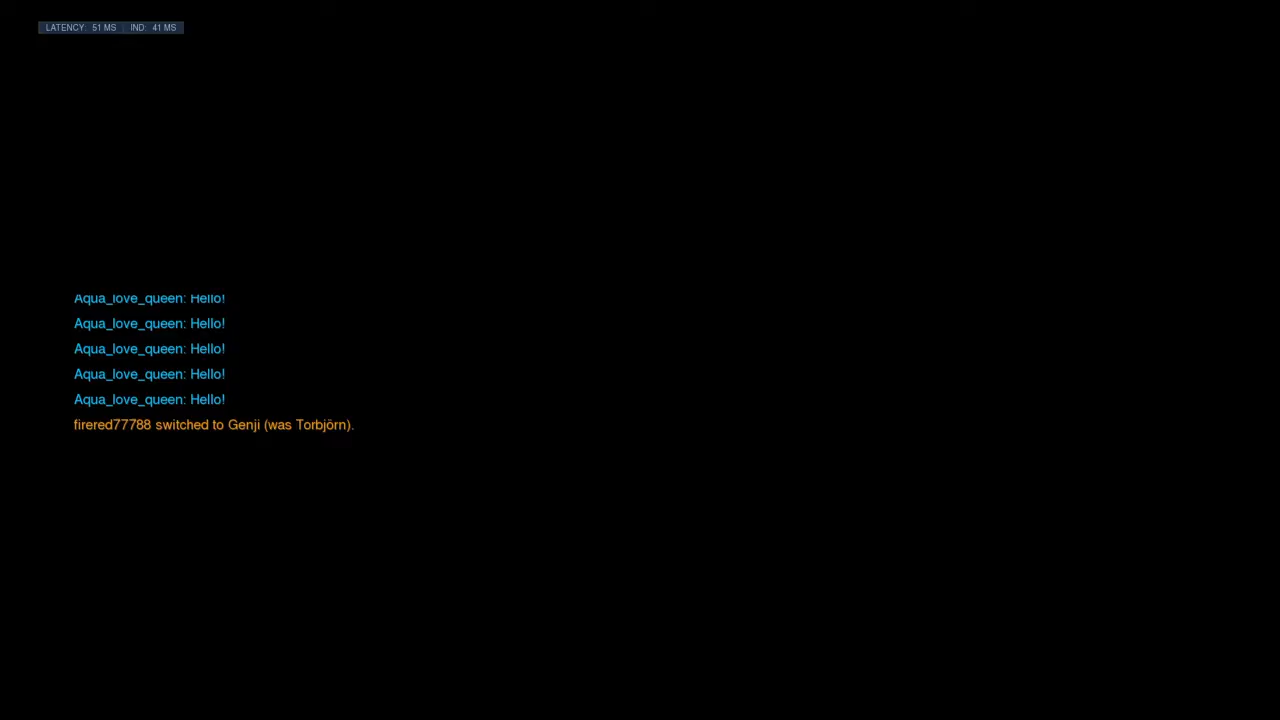 LATENCY: 51 MS IND: 41 MS
Aqua_love_queen: Hello!
Aqua_love_queen: Hello!
Aqua_love_queen: Hello!
Aqua_love_queen: Hello!
Aqua_love_queen: Hello!
firered77788 switched to Genji (was Torbjörn).